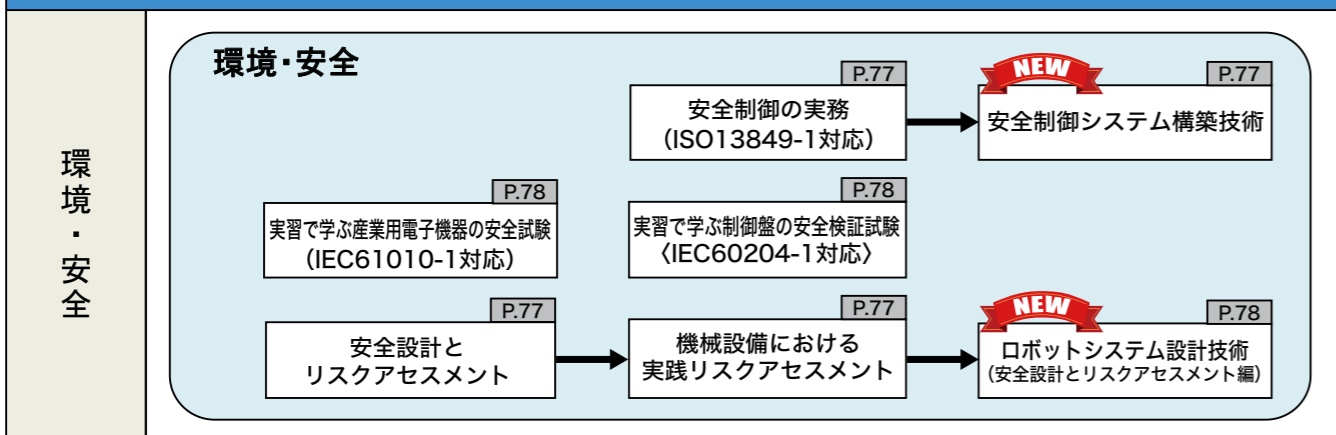 環境・安全
環境・安全
P.77
安全制御の実務
(ISO13849-1対応)
NEW
P.77
安全制御システム構築技術
P.78
実習で学ぶ産業用電子機器の安全試験
(IEC61010-1対応)
P.78
実習で学ぶ制御盤の安全検証試験
〈IEC60204-1対応〉
P.77
安全設計と
リスクアセスメント
P.77
機械設備における
実践リスクアセスメント
NEW
P.78
ロボットシステム設計技術
(安全設計とリスクアセスメント編)